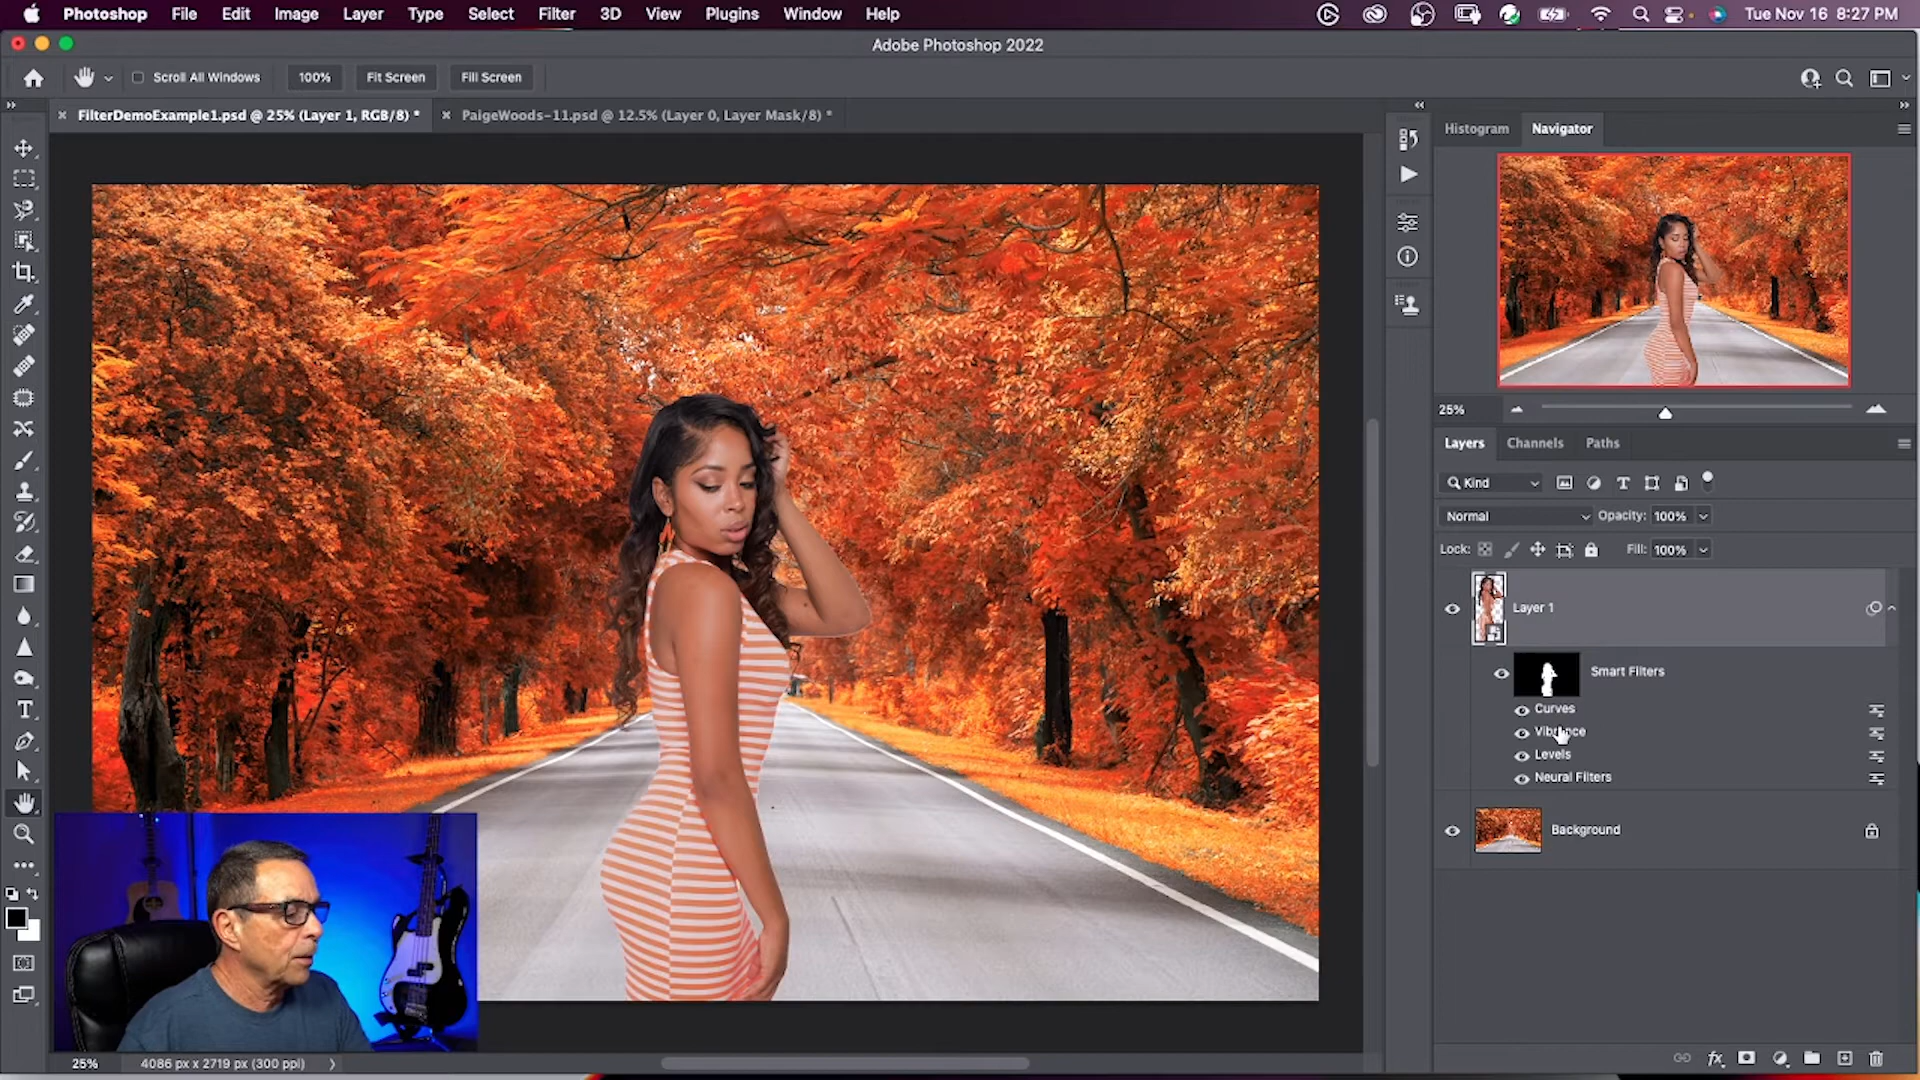 Photoshop File Edit Image Layer Type Select Filter 3D View Plugins Window Help Tue Nov 16 8:27 PM
Adobe Photoshop 2022
Scroll All Windows 100% Fit Screen Fill Screen
FilterDemoExample1.psd @ 25% (Layer 1, RGB/8) * PaigeWoods-11.psd @ 12.5% (Layer 0, Layer Mask/8) *
Histogram Navigator
25%
Layers Channels Paths
Kind
Normal Opacity: 100%
Lock: Fill: 100%
Layer 1
Smart Filters
Curves
Vibrance
Levels
Neural Filters
Background
25% 4086 px x 2719 px (300 ppi)